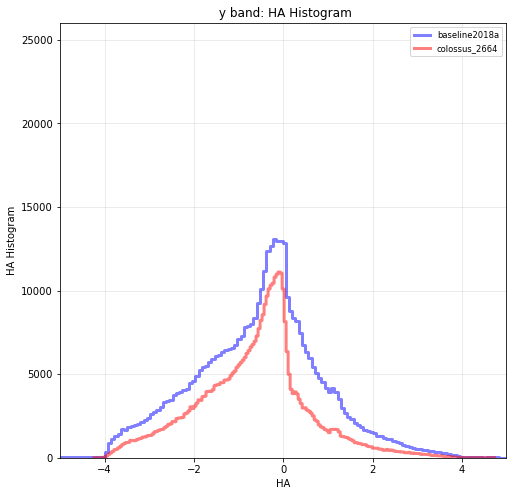 y band: HA Histogram
baseline2018a
colossus_2664
25000
20000
15000
10000
5000
0
HA Histogram
−4
−2
0
2
4
HA